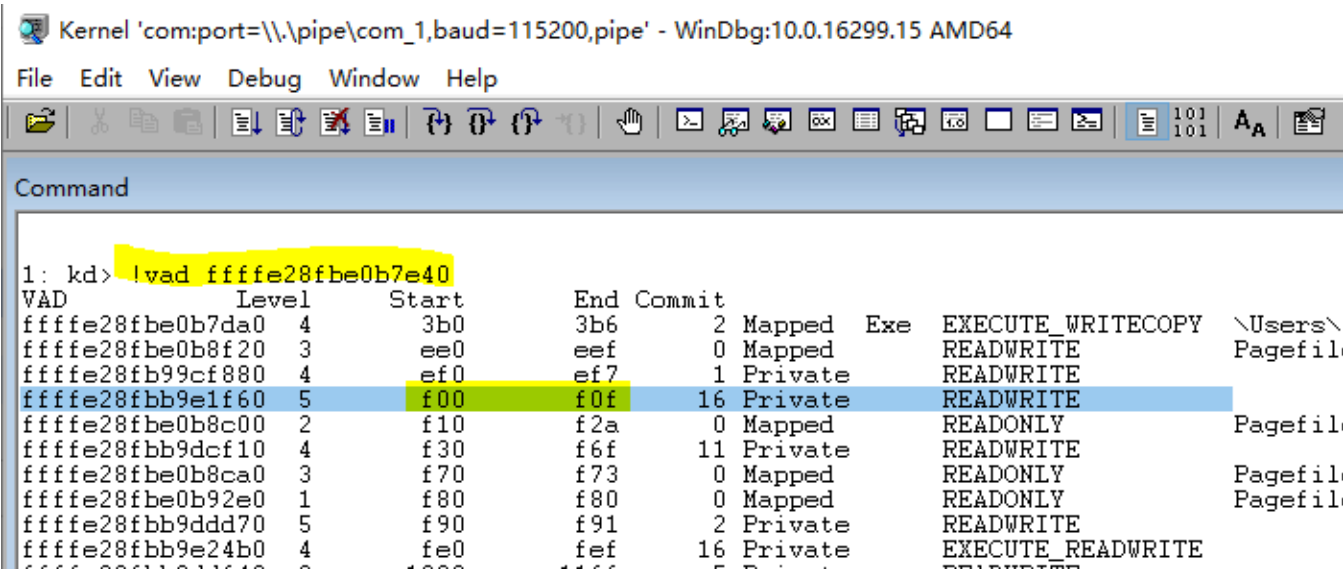 Kernel 'com:port=\\.\pipe\com_1,baud=115200,pipe' - WinDbg:10.0.16299.15 AMD64
File Edit View Debug Window Help
Command
1: kd> !vad ffffe28fbe0b7e40
VAD Level Start End Commit
ffffe28fbe0b7da0 4 3b0 3b6 2 Mapped Exe EXECUTE_WRITECOPY \Users\
ffffe28fbe0b8f20 3 ee0 eef 0 Mapped READWRITE Pagefil
ffffe28fb99cf880 4 ef0 ef7 1 Private READWRITE
ffffe28fbb9e1f60 5 f00 f0f 16 Private READWRITE
ffffe28fbe0b8c00 2 f10 f2a 0 Mapped READONLY Pagefil
ffffe28fbb9dcf10 4 f30 f6f 11 Private READWRITE
ffffe28fbe0b8ca0 3 f70 f73 0 Mapped READONLY Pagefil
ffffe28fbe0b92e0 1 f80 f80 0 Mapped READONLY Pagefil
ffffe28fbb9ddd70 5 f90 f91 2 Private READWRITE
ffffe28fbb9e24b0 4 fe0 fef 16 Private EXECUTE_READWRITE